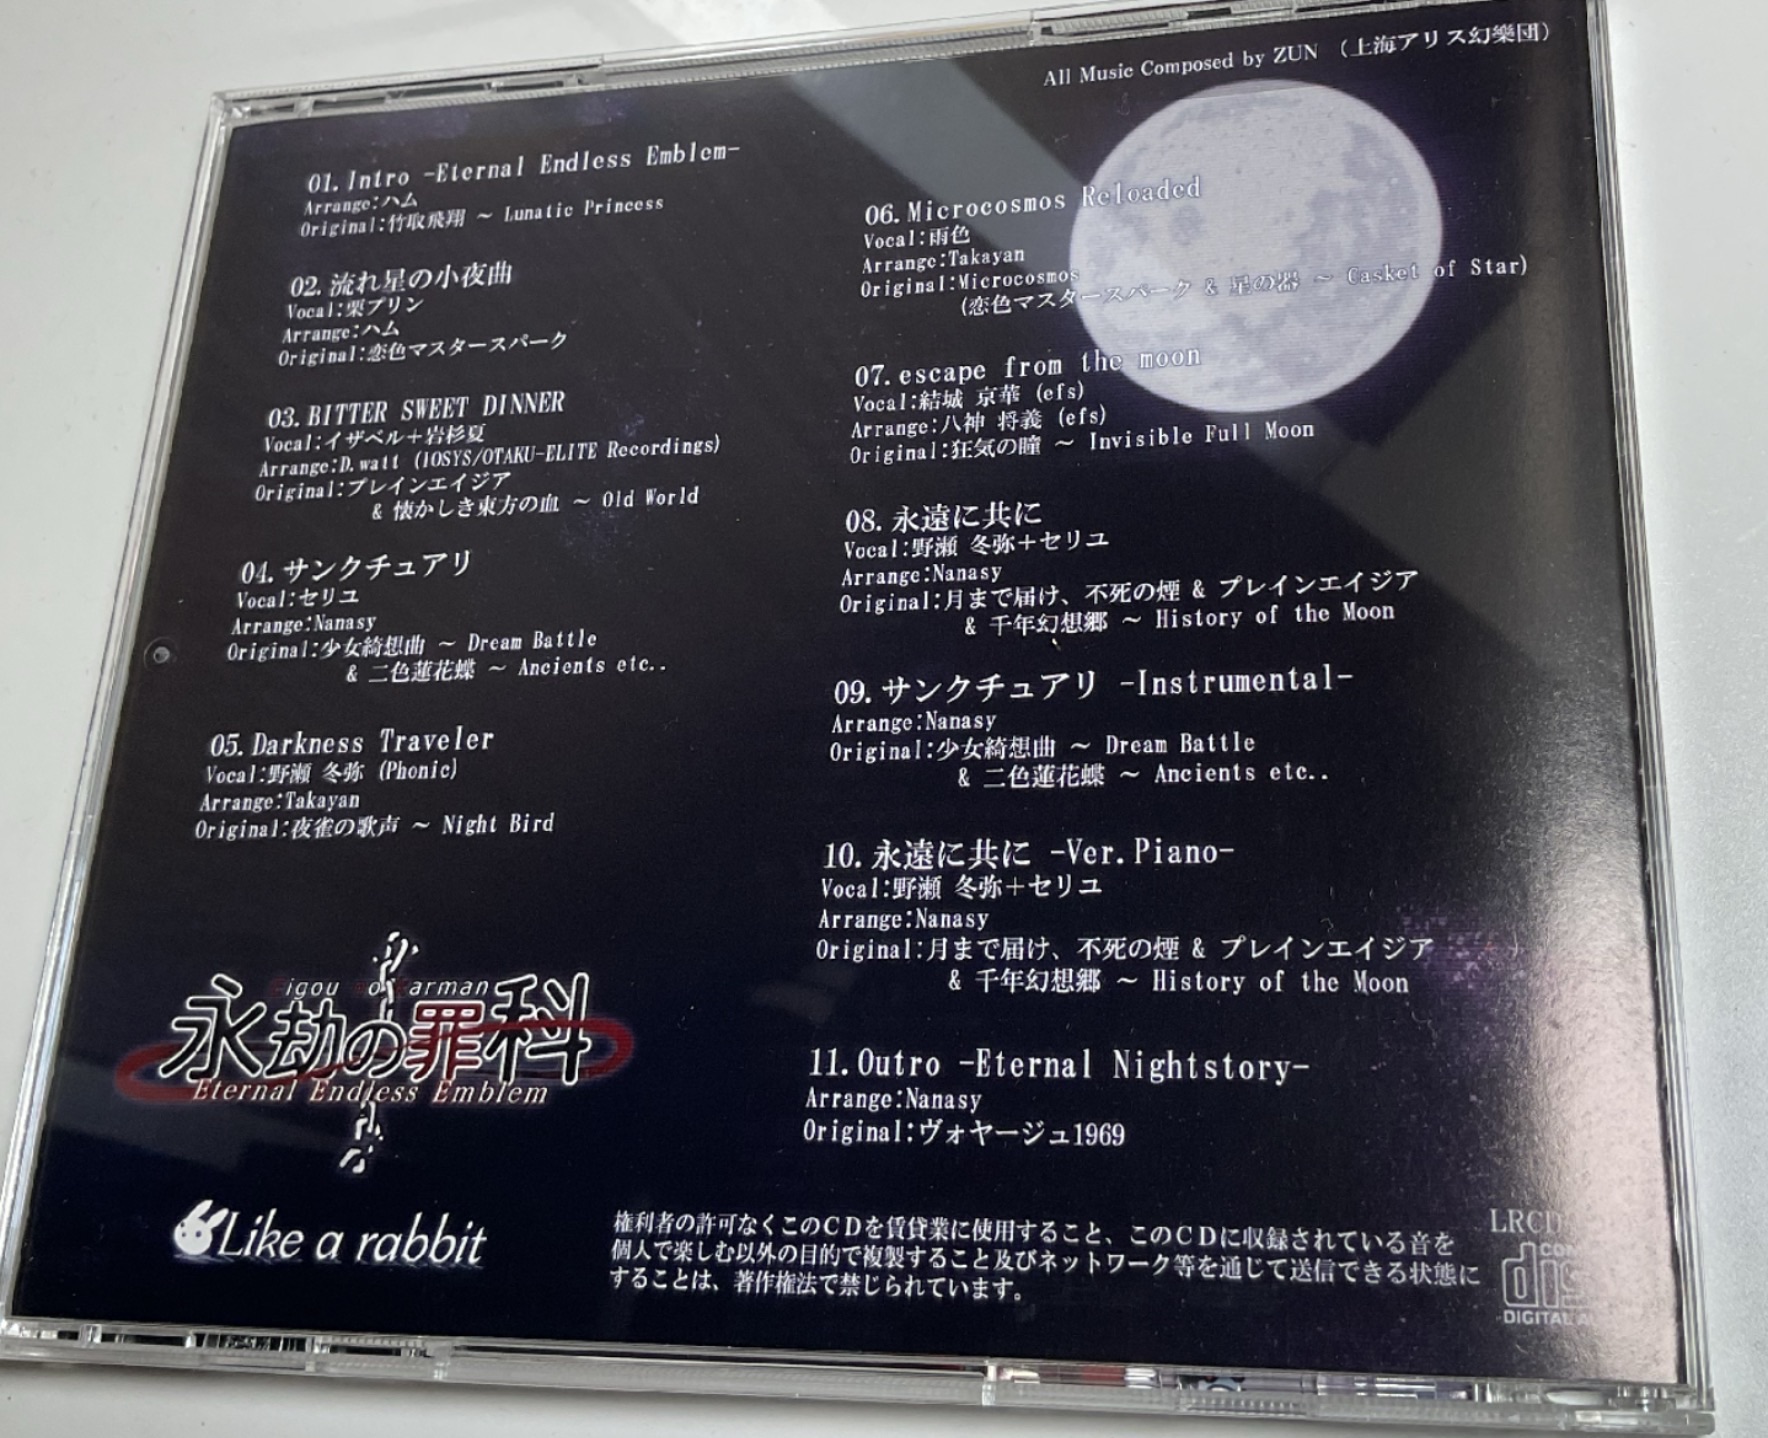 All Music Composed by ZUN (上海アリス幻樂団)
01. Intro -Eternal Endless Emblem-
Arrange:ハム
Original:竹取飛翔 ～ Lunatic Princess
02. 流れ星の小夜曲
Vocal:栗プリン
Arrange:ハム
Original:恋色マスタースパーク
03. BITTER SWEET DINNER
Vocal:イザベル+岩杉夏
Arrange:D.watt (IOSYS/OTAKU-ELITE Recordings)
Original:プレインエイジア
& 懐かしき東方の血 ～ Old World
04. サンクチュアリ
Vocal:セリユ
Arrange:Nanasy
Original:少女綺想曲 ～ Dream Battle
& 二色蓮花蝶 ～ Ancients etc..
05. Darkness Traveler
Vocal:野瀬 冬弥 (Phonic)
Arrange:Takayan
Original:夜雀の歌声 ～ Night Bird
06. Microcosmos Reloaded
Vocal:雨色
Arrange:Takayan
Original:Microcosmos
(恋色マスタースパーク & 星の器 ～ Casket of Star)
07. escape from the moon
Vocal:結城 京華 (efs)
Arrange:八神 将義 (efs)
Original:狂気の瞳 ～ Invisible Full Moon
08. 永遠に共に
Vocal:野瀬 冬弥+セリユ
Arrange:Nanasy
Original:月まで届け、不死の煙 & プレインエイジア
& 千年幻想郷 ～ History of the Moon
09. サンクチュアリ -Instrumental-
Arrange:Nanasy
Original:少女綺想曲 ～ Dream Battle
& 二色蓮花蝶 ～ Ancients etc..
10. 永遠に共に -Ver.Piano-
Vocal:野瀬 冬弥+セリユ
Arrange:Nanasy
Original:月まで届け、不死の煙 & プレインエイジア
& 千年幻想郷 ～ History of the Moon
11. Outro -Eternal Nightstory-
Arrange:Nanasy
Original:ヴォヤージュ1969
永劫の罪科
Eternal Endless Emblem
Like a rabbit
権利者の許可なくこのCDを賃貸業に使用すること、このCDに収録されている音を
個人で楽しむ以外の目的で複製すること及びネットワーク等を通じて送信できる状態に
することは、著作権法で禁じられています。
DIGITAL